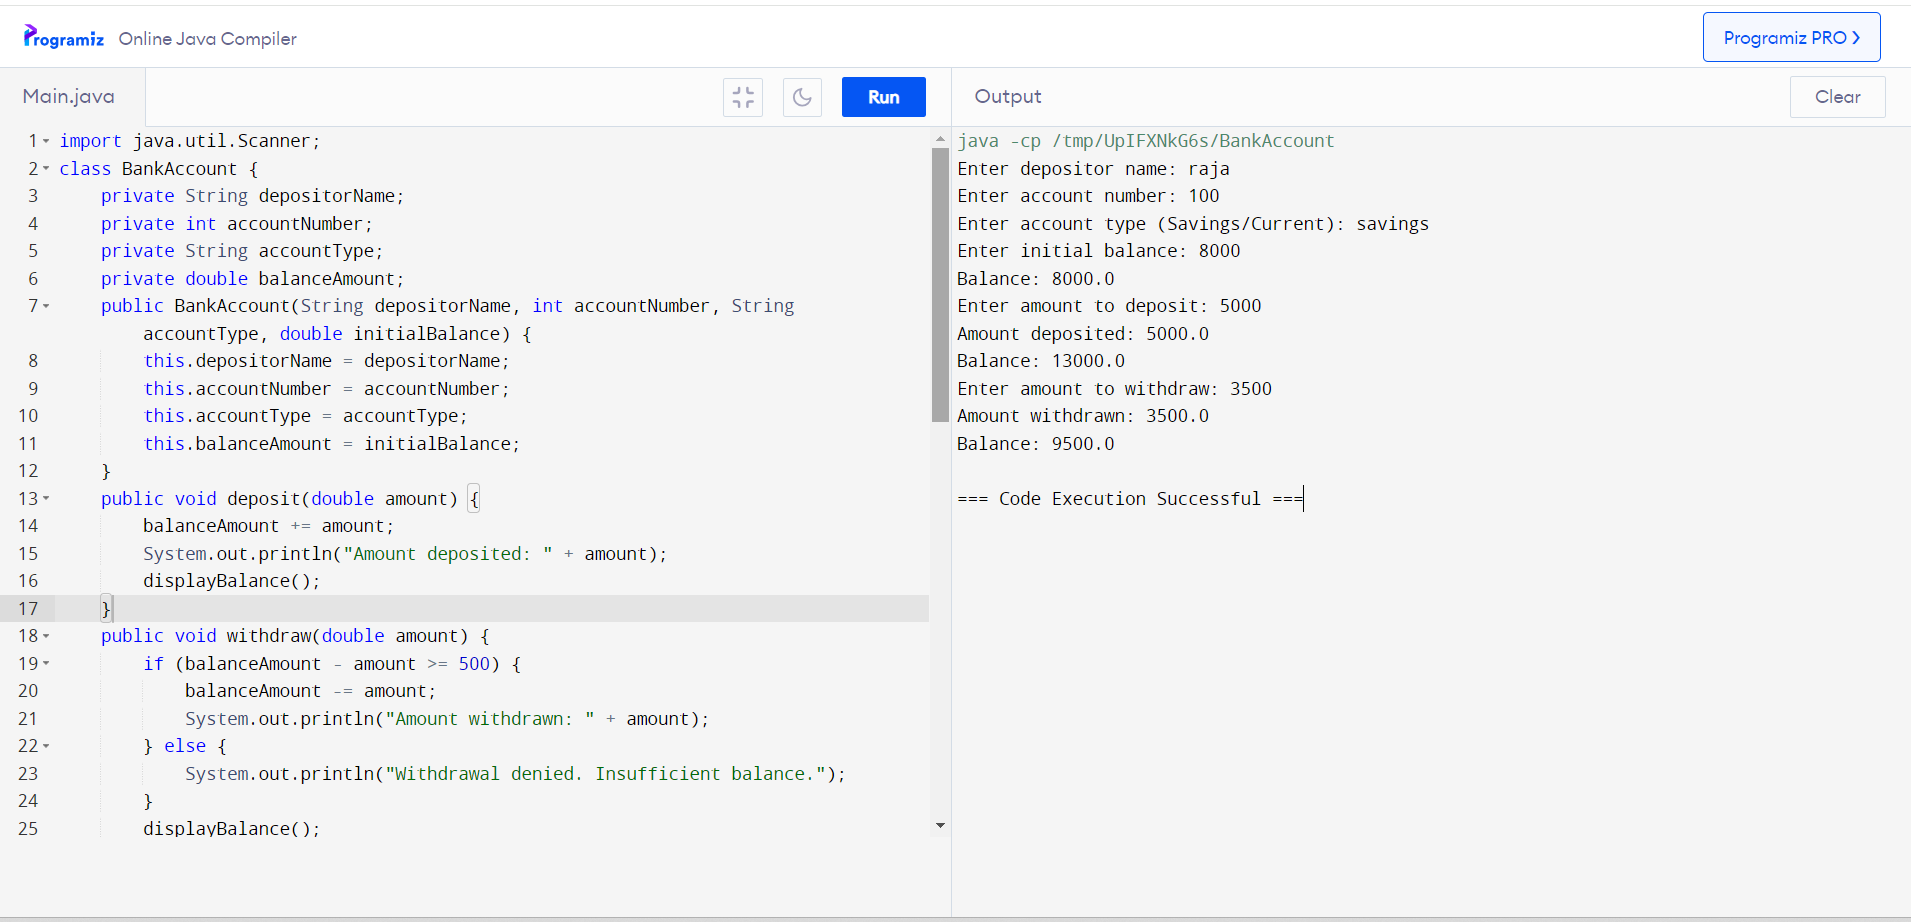 Programiz Online Java Compiler
Programiz PRO >
Main.java
Run
Output
Clear
1 import java.util.Scanner;
2 class BankAccount {
3     private String depositorName;
4     private int accountNumber;
5     private String accountType;
6     private double balanceAmount;
7     public BankAccount(String depositorName, int accountNumber, String
        accountType, double initialBalance) {
8         this.depositorName = depositorName;
9         this.accountNumber = accountNumber;
10         this.accountType = accountType;
11         this.balanceAmount = initialBalance;
12     }
13     public void deposit(double amount) {
14         balanceAmount += amount;
15         System.out.println("Amount deposited: " + amount);
16         displayBalance();
17     }
18     public void withdraw(double amount) {
19         if (balanceAmount - amount >= 500) {
20             balanceAmount -= amount;
21             System.out.println("Amount withdrawn: " + amount);
22         } else {
23             System.out.println("Withdrawal denied. Insufficient balance.");
24         }
25         displayBalance();
java -cp /tmp/UpIFXNkG6s/BankAccount
Enter depositor name: raja
Enter account number: 100
Enter account type (Savings/Current): savings
Enter initial balance: 8000
Balance: 8000.0
Enter amount to deposit: 5000
Amount deposited: 5000.0
Balance: 13000.0
Enter amount to withdraw: 3500
Amount withdrawn: 3500.0
Balance: 9500.0
=== Code Execution Successful ===